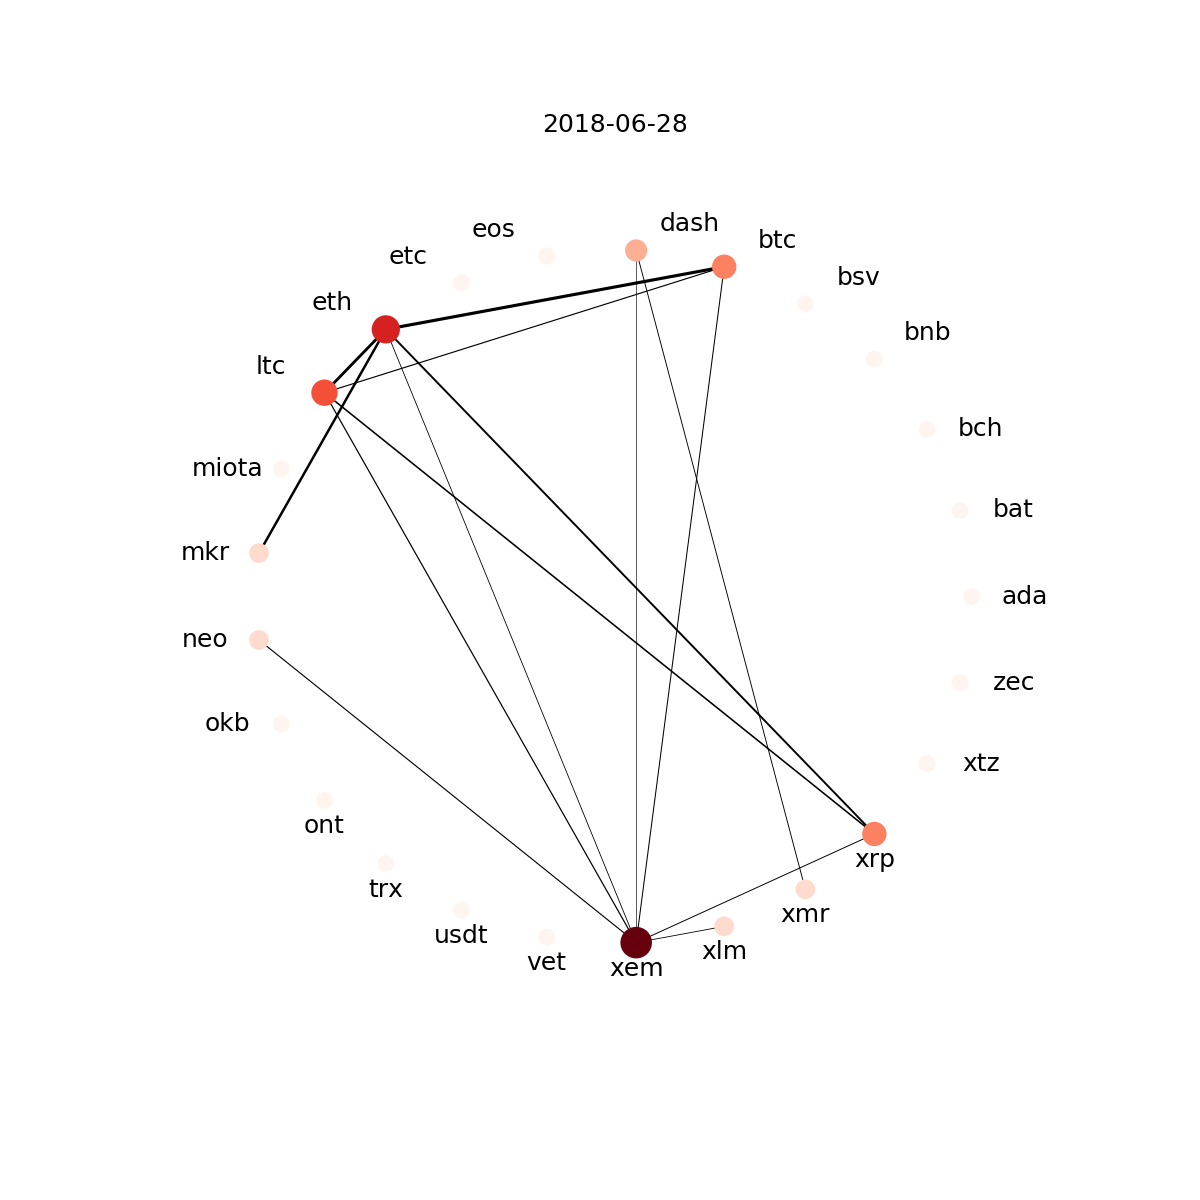 2018-06-28
dash
eos
btc
etc
bsv
eth
bnb
ltc
bch
miota
bat
mkr
ada
neo
zec
okb
xtz
ont
xrp
trx
xmr
usdt
xlm
vet
xem